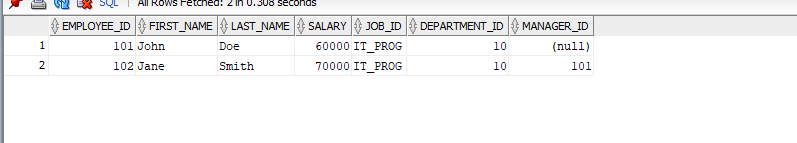 SQL | All Rows Fetched: 2 in 0.308 seconds
EMPLOYEE_ID FIRST_NAME LAST_NAME SALARY JOB_ID DEPARTMENT_ID MANAGER_ID
1 101 John Doe 60000 IT_PROG 10 (null)
2 102 Jane Smith 70000 IT_PROG 10 101